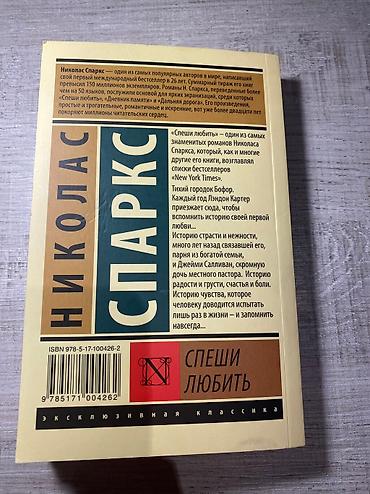 Николас Спаркс — один из самых популярных авторов в мире, написавший
свой первый международный бестселлер в 26 лет. Суммарный тираж его книг
превысил 150 миллионов экземпляров. Романы Н. Спаркса, переведенные более
чем на 50 языков, послужили основой для ярких экранизаций, среди которых
«Спеши любить», «Дневник памяти» и «Дальняя дорога». Его произведения,
простые и трогательные, романтичные и искренние, вот уже более двадцати лет
покоряют миллионы читательских сердец.
НИКОЛАС
СПАРКС
«Спеши любить» – один из самых
знаменитых романов Николаса
Спаркса, который, как и многие
другие его книги, возглавлял
списки бестселлеров
«New York Times».
Тихий городок Бофор.
Каждый год Лэндон Картер
приезжает сюда, чтобы
вспомнить историю своей первой
любви...
Историю страсти и нежности,
много лет назад связавшей его,
парня из богатой семьи,
и Джейми Салливан, скромную
дочь местного пастора. Историю
радости и грусти, счастья и боли.
Историю чувства, которое
человеку доводится испытать
лишь раз в жизни – и запомнить
навсегда...
ISBN 978-5-17-100426-2
9 785171 004262
N
СПЕШИ
ЛЮБИТЬ
эксклюзивная классика